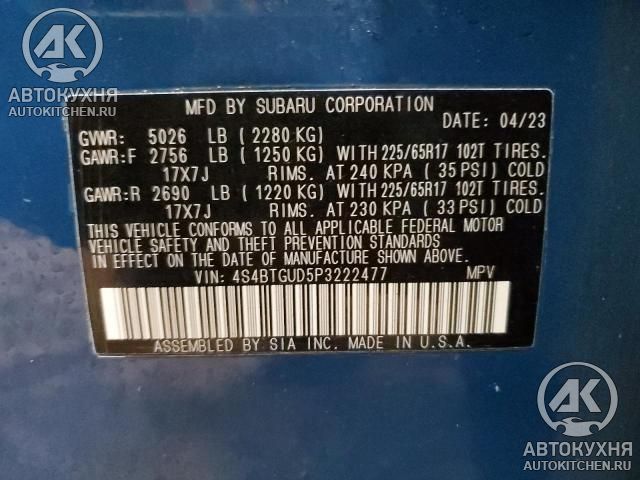 AK
АВТОКУХНЯ
AUTOKITCHEN.RU
MFD BY SUBARU CORPORATION
DATE: 04/23
GVWR: 5026 LB ( 2280 KG)
GAWR:F 2756 LB ( 1250 KG) WITH 225/65R17 102T TIRES.
17X7J RIMS. AT 240 KPA ( 35 PSI) COLD
GAWR:R 2690 LB ( 1220 KG) WITH 225/65R17 102T TIRES.
17X7J RIMS. AT 230 KPA ( 33 PSI) COLD
THIS VEHICLE CONFORMS TO ALL APPLICABLE FEDERAL MOTOR
VEHICLE SAFETY AND THEFT PREVENTION STANDARDS
IN EFFECT ON THE DATE OF MANUFACTURE SHOWN ABOVE.
VIN: 4S4BTGUD5P3222477 MPV
ASSEMBLED BY SIA INC. MADE IN U.S.A.
AK
АВТОКУХНЯ
AUTOKITCHEN.RU